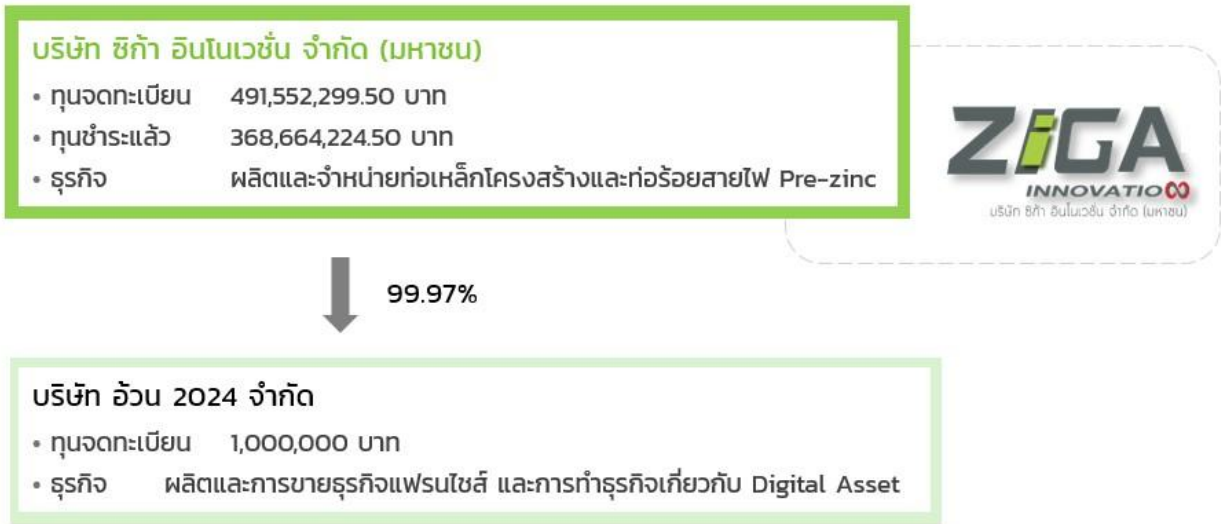 บริษัท ซิก้า อินโนเวชั่น จำกัด (มหาชน)
• ทุนจดทะเบียน 491,552,299.50 บาท
• ทุนชำระแล้ว 368,664,224.50 บาท
• ธุรกิจ ผลิตและจำหน่ายท่อเหล็กโครงสร้างและท่อร้อยสายไฟ Pre-zinc
ZiGA
INNOVATIO
บริษัท ซิก้า อินโนเวชั่น จำกัด (มหาชน)
99.97%
บริษัท อ้วน 2024 จำกัด
• ทุนจดทะเบียน 1,000,000 บาท
• ธุรกิจ ผลิตและการขายธุรกิจแฟรนไชส์ และการทำธุรกิจเกี่ยวกับ Digital Asset